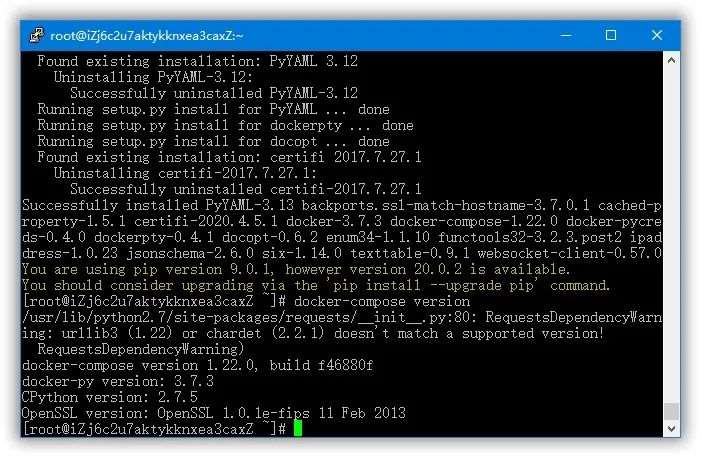 root@iZj6c2u7aktykknxea3caxZ:~
Found existing installation: PyYAML 3.12
Uninstalling PyYAML-3.12:
Successfully uninstalled PyYAML-3.12
Running setup.py install for PyYAML ... done
Running setup.py install for dockerpty ... done
Running setup.py install for docopt ... done
Found existing installation: certifi 2017.7.27.1
Uninstalling certifi-2017.7.27.1:
Successfully uninstalled certifi-2017.7.27.1
Successfully installed PyYAML-3.13 backports.ssl-match-hostname-3.7.0.1 cached-p
roperty-1.5.1 certifi-2020.4.5.1 docker-3.7.3 docker-compose-1.22.0 docker-pycre
ds-0.4.0 dockerpty-0.4.1 docopt-0.6.2 enum34-1.1.10 functools32-3.2.3.post2 ipad
dress-1.0.23 jsonschema-2.6.0 six-1.14.0 texttable-0.9.1 websocket-client-0.57.0
You are using pip version 9.0.1, however version 20.0.2 is available.
You should consider upgrading via the 'pip install --upgrade pip' command.
[root@iZj6c2u7aktykknxea3caxZ ~]# docker-compose version
/usr/lib/python2.7/site-packages/requests/__init__.py:80: RequestsDependencyWarn
ing: urllib3 (1.22) or chardet (2.2.1) doesn't match a supported version!
RequestsDependencyWarning)
docker-compose version 1.22.0, build f46880f
docker-py version: 3.7.3
CPython version: 2.7.5
OpenSSL version: OpenSSL 1.0.1e-fips 11 Feb 2013
[root@iZj6c2u7aktykknxea3caxZ ~]#